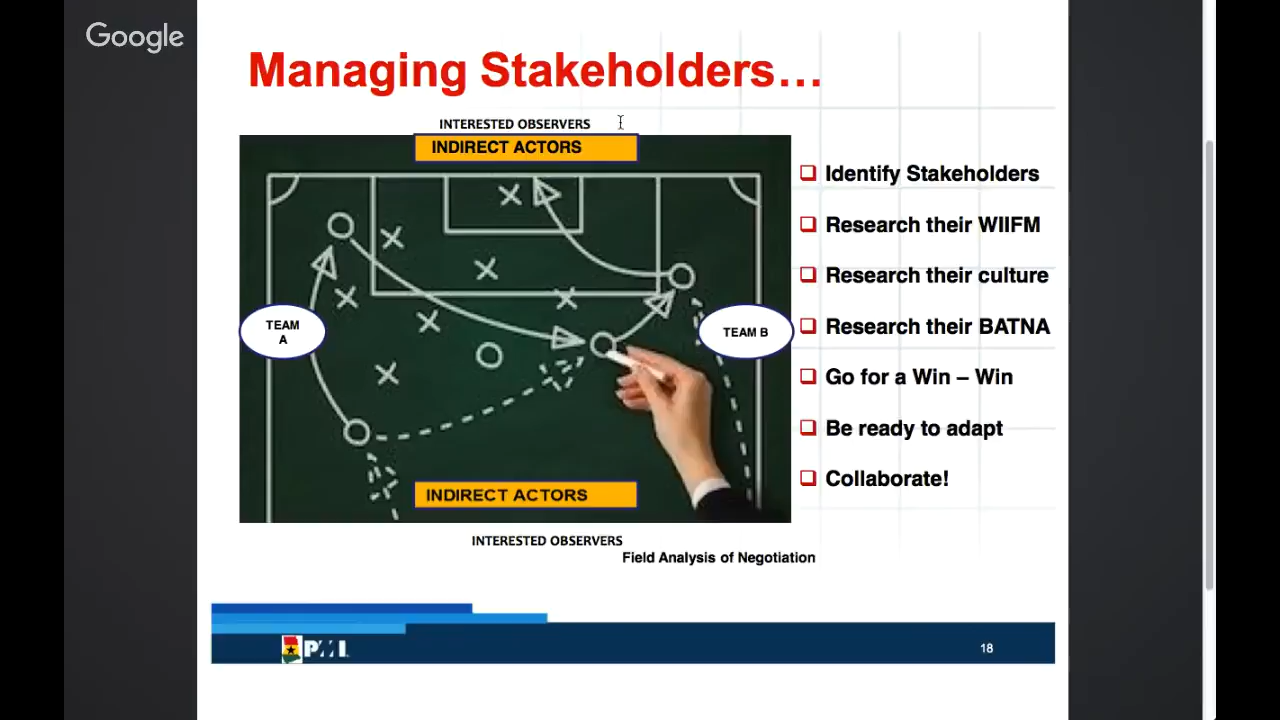 Google
Managing Stakeholders...
INTERESTED OBSERVERS
INDIRECT ACTORS
TEAM
A
TEAM B
INDIRECT ACTORS
INTERESTED OBSERVERS
Field Analysis of Negotiation
Identify Stakeholders
Research their WIIFM
Research their culture
Research their BATNA
Go for a Win – Win
Be ready to adapt
Collaborate!
PMI
18